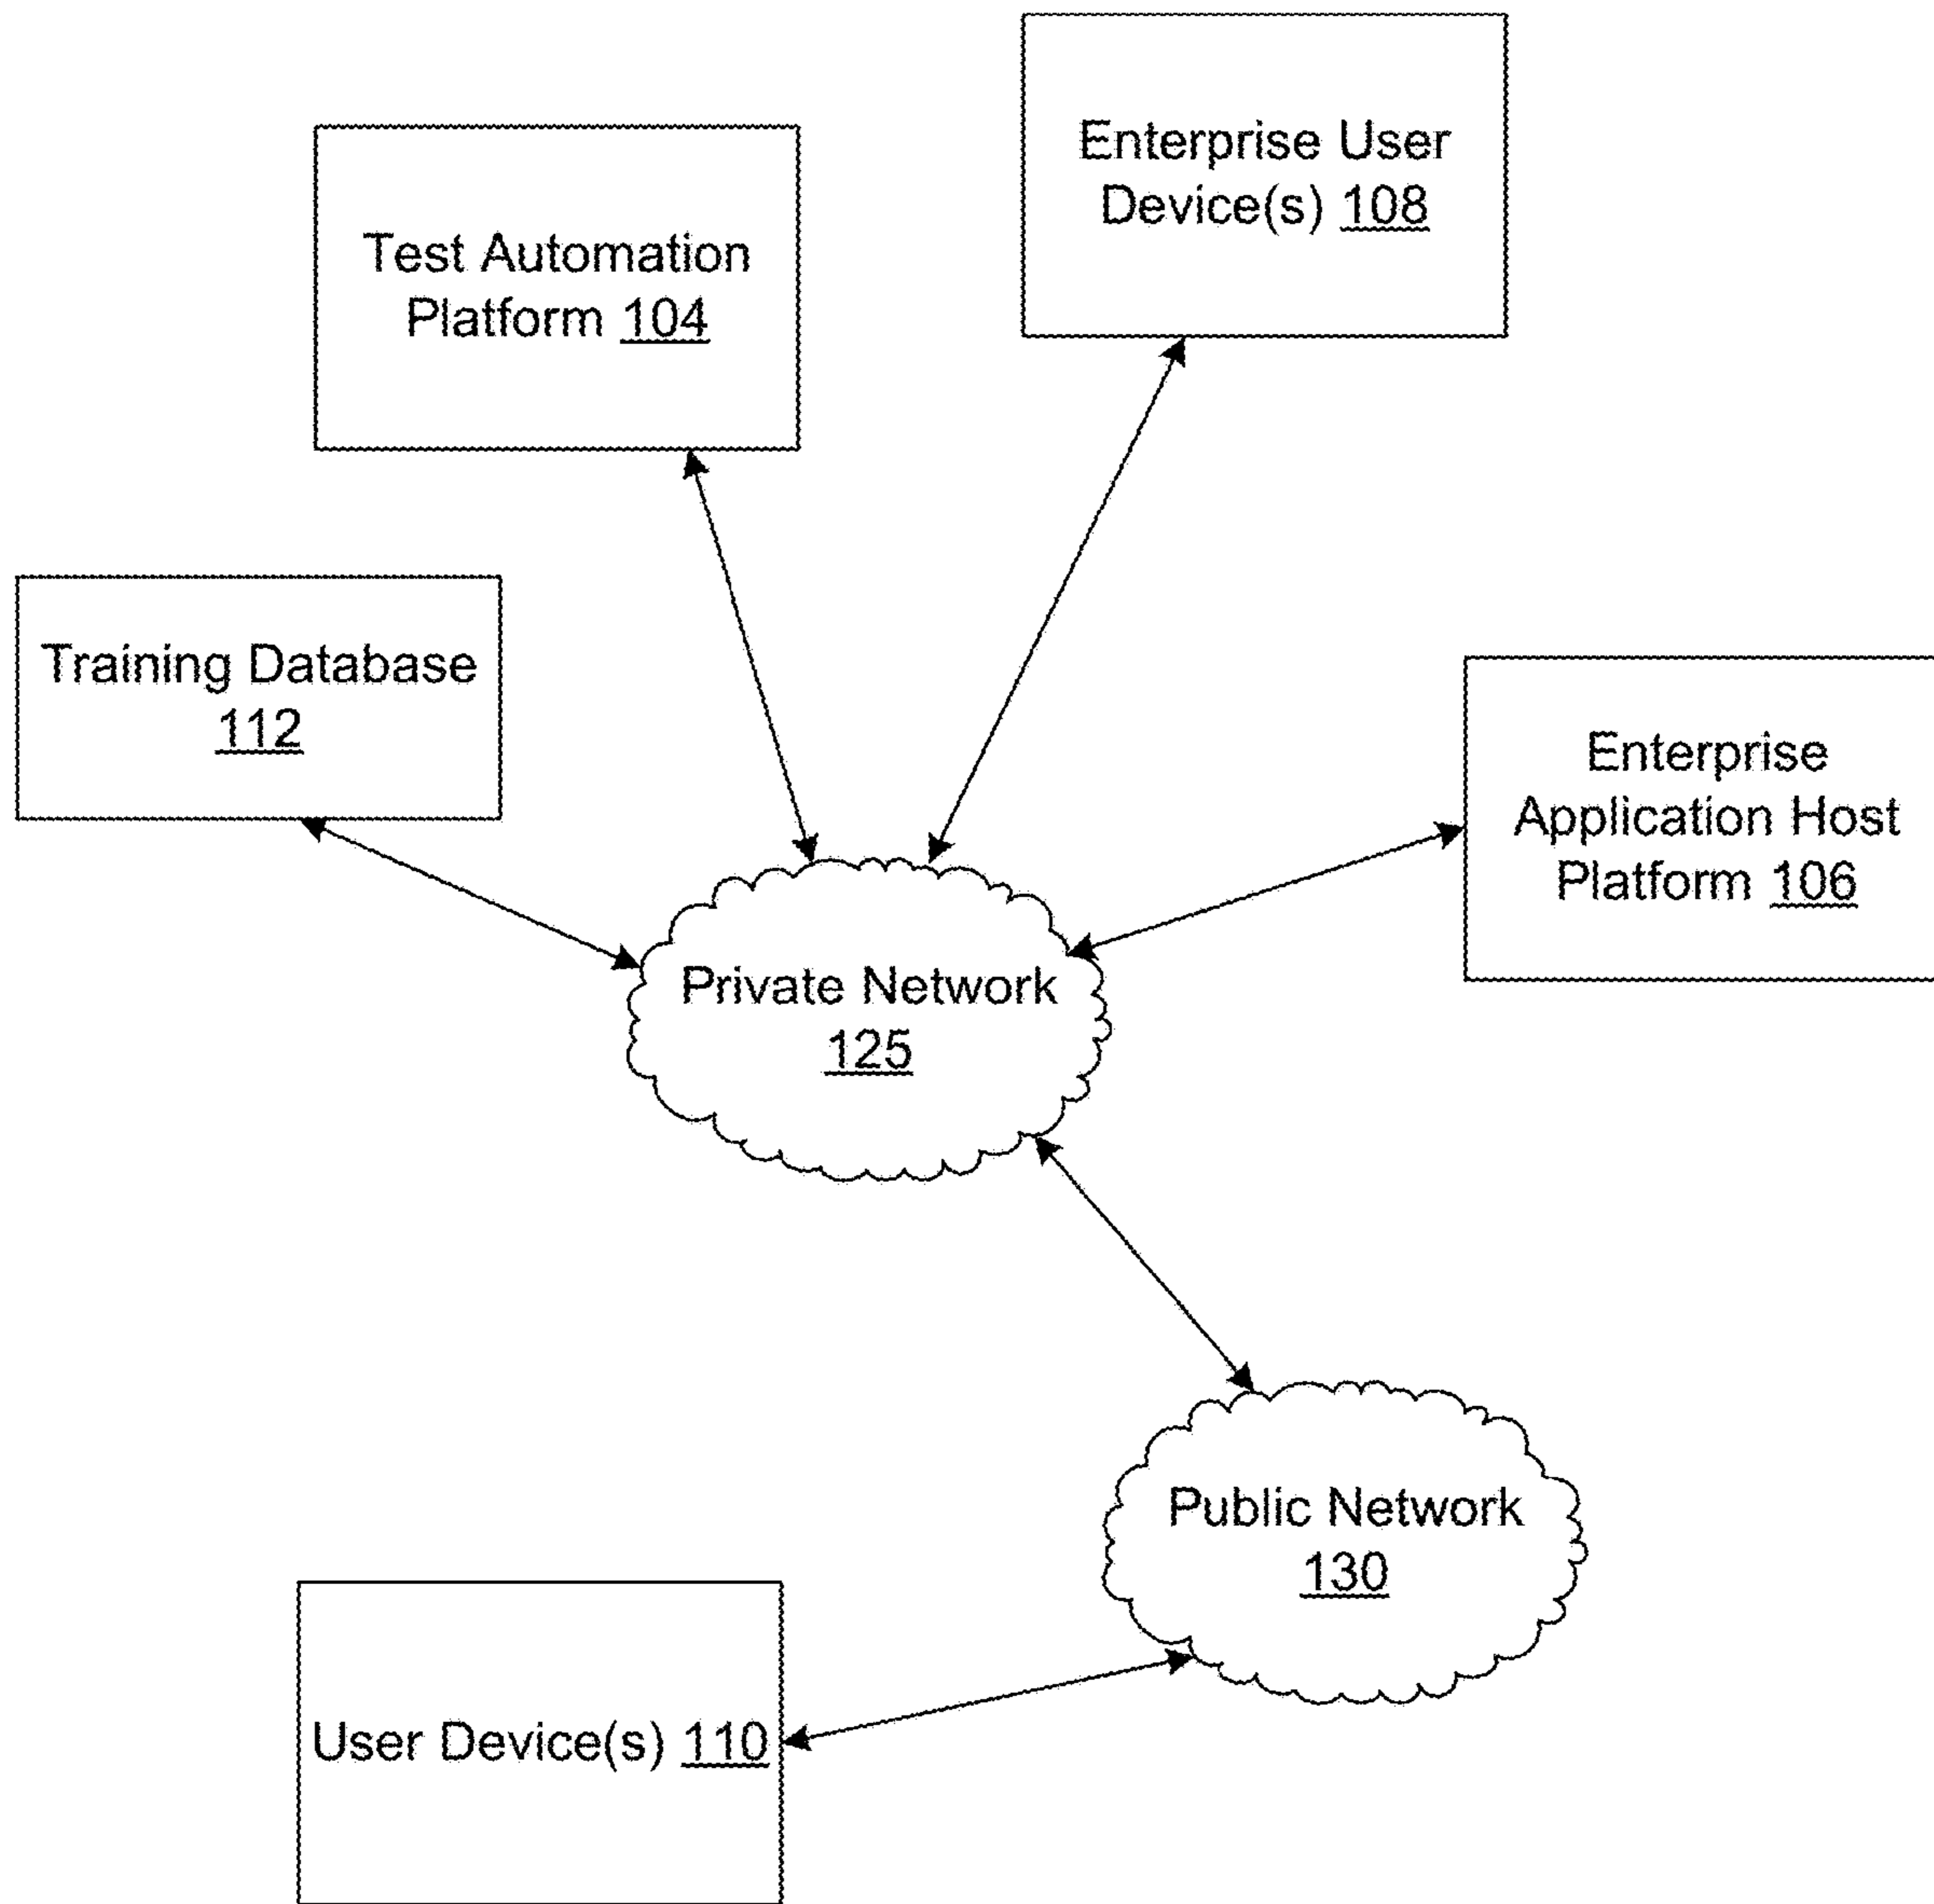 Enterprise User
Device(s) 108
Test Automation
Platform 104
Training Database
112
Enterprise
Application Host
Platform 106
Private Network
125
Public Network
130
User Device(s) 110